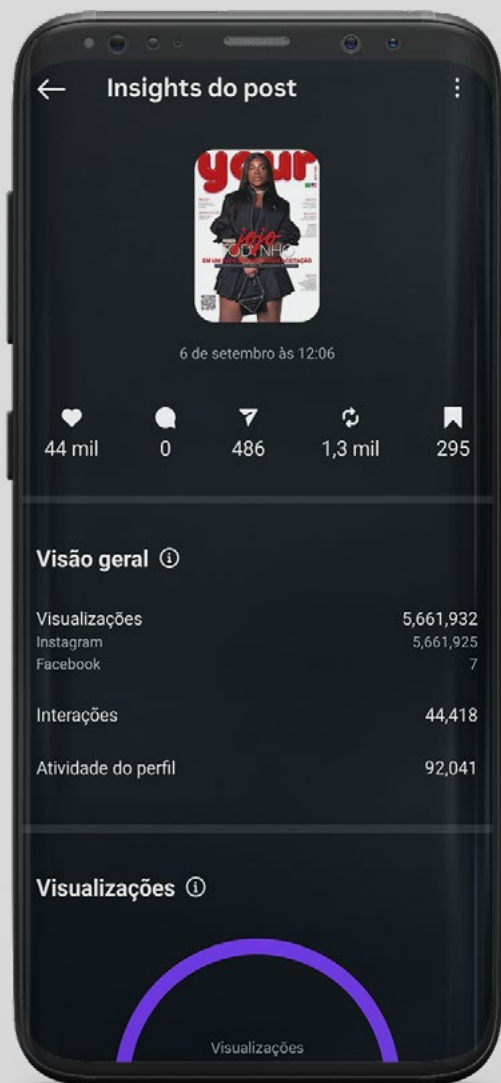 Insights do post
your
jojo
TODYNHO
6 de setembro às 12:06
44 mil 0 486 1,3 mil 295
Visão geral
Visualizações 5,661,932
Instagram 5,661,925
Facebook 7
Interações 44,418
Atividade do perfil 92,041
Visualizações
Visualizações